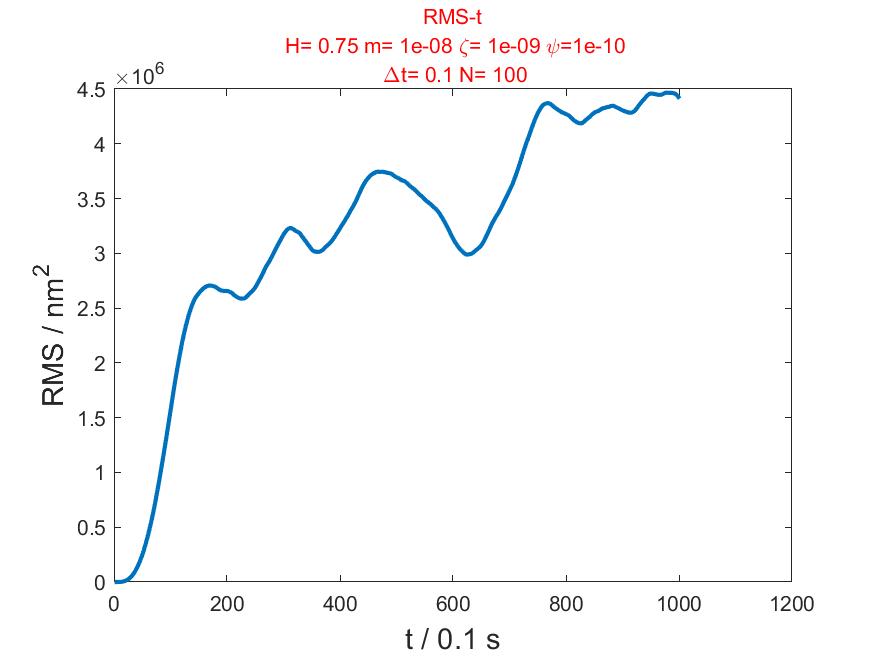 RMS-t
H= 0.75 m= 1e-08 ζ= 1e-09 ψ=1e-10
Δt= 0.1 N= 100
×10^6
4.5
4
3.5
3
2.5
2
1.5
1
0.5
0
RMS / nm^2
0 200 400 600 800 1000 1200
t / 0.1 s